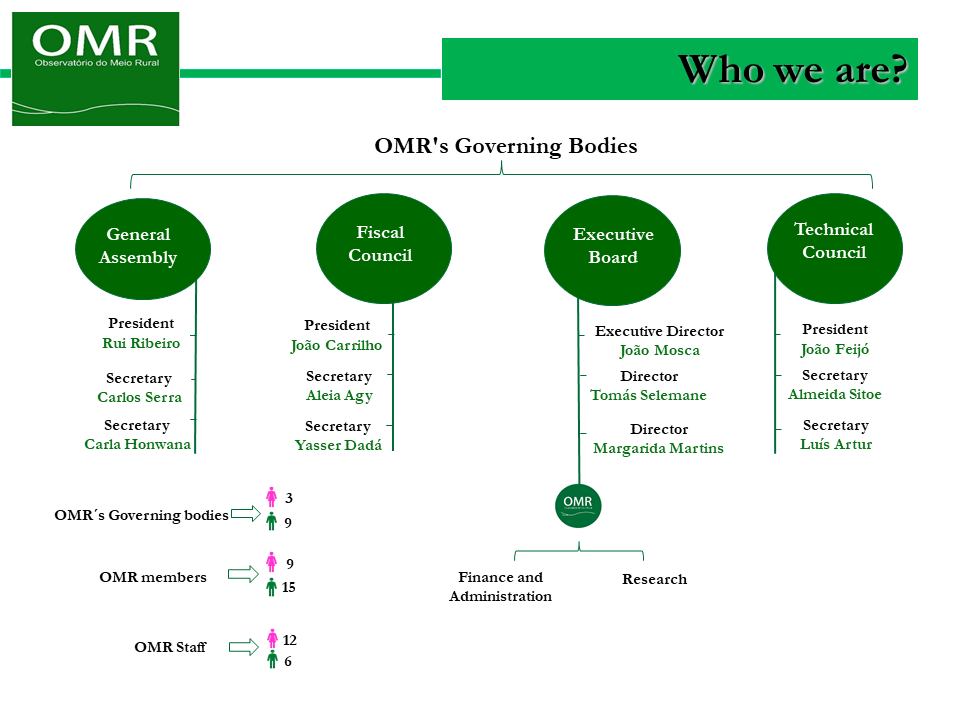 OMR
Observatório do Meio Rural
Who we are?
OMR's Governing Bodies
General
Assembly
Fiscal
Council
Executive
Board
Technical
Council
President
Rui Ribeiro
Secretary
Carlos Serra
Secretary
Carla Honwana
President
João Carrilho
Secretary
Aleia Agy
Secretary
Yasser Dadá
Executive Director
João Mosca
Director
Tomás Selemane
Director
Margarida Martins
President
João Feijó
Secretary
Almeida Sitoe
Secretary
Luís Artur
OMR
Finance and
Administration
Research
OMR´s Governing bodies
3
9
OMR members
9
15
OMR Staff
12
6